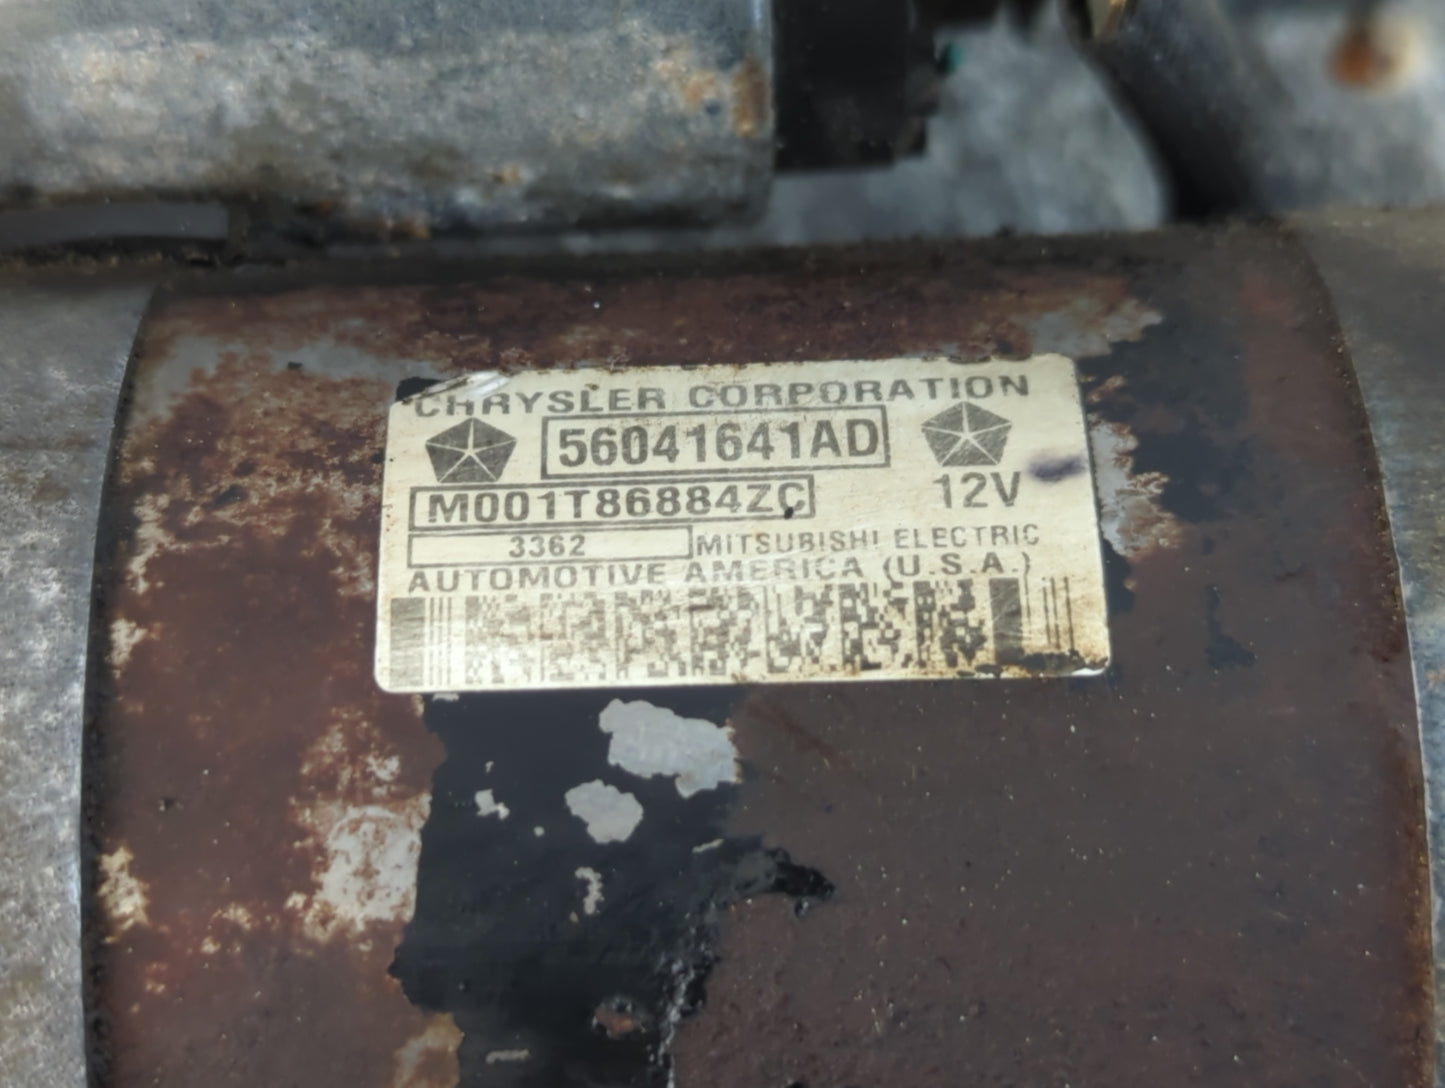 CHRYSLER CORPORATION
56041641AD
M001T86884ZC
12V
3362
MITSUBISHI ELECTRIC
AUTOMOTIVE AMERICA (U.S.A.)